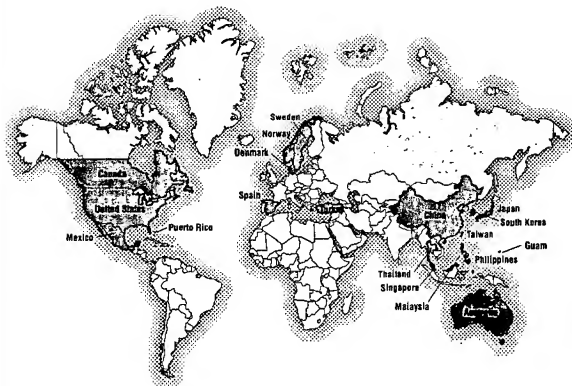 Sweden
Norway
Denmark
Canada
Spain
United States
China
Japan
South Korea
Puerto Rico
Mexico
Taiwan
Guam
Philippines
Thailand
Singapore
Malaysia